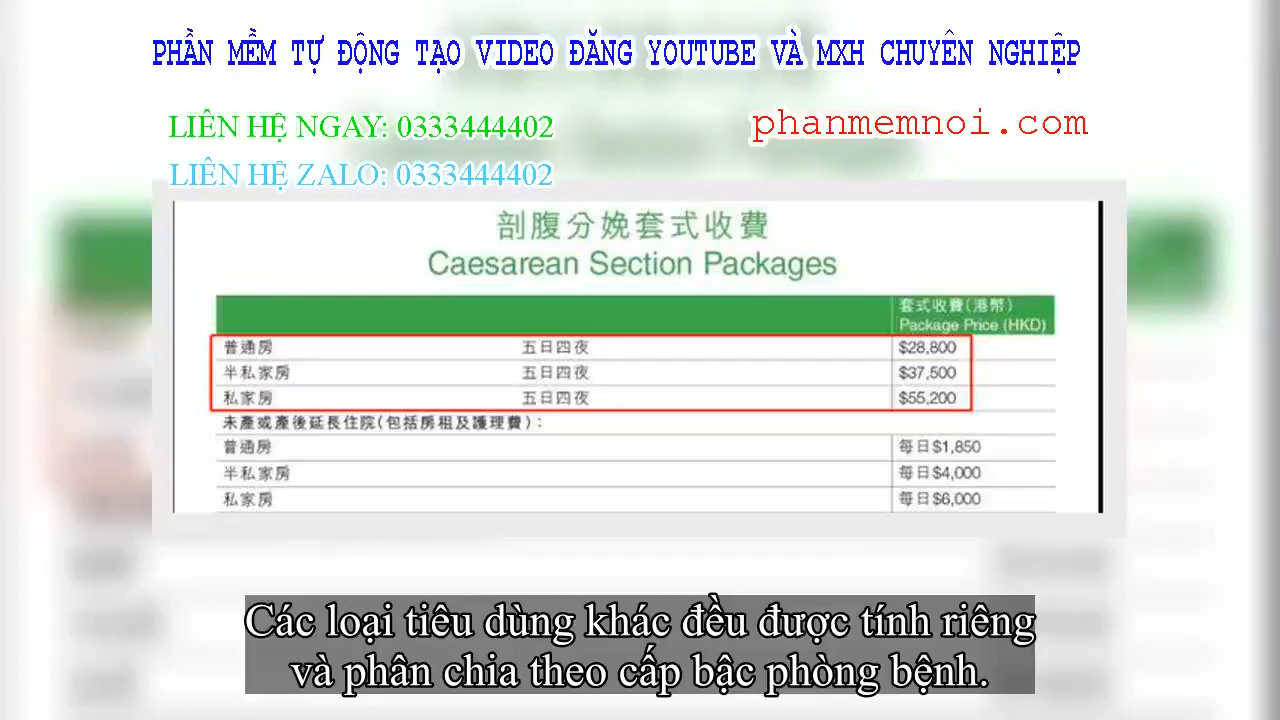 PHẦN MỀM TỰ ĐỘNG TẠO VIDEO ĐĂNG YOUTUBE VÀ MXH CHUYÊN NGHIỆP
LIÊN HỆ NGAY: 0333444402
phanmemnoi.com
LIÊN HỆ ZALO: 0333444402
剖腹分娩套式收費
Caesarean Section Packages
套式收費(港幣)
Package Price (HKD)
普通房 五日四夜 $28,800
半私家房 五日四夜 $37,500
私家房 五日四夜 $55,200
未產或產後延長住院(包括房租及護理費):
普通房 每日$1,850
半私家房 每日$4,000
私家房 每日$6,000
Các loại tiêu dùng khác đều được tính riêng
và phân chia theo cấp bậc phòng bệnh.